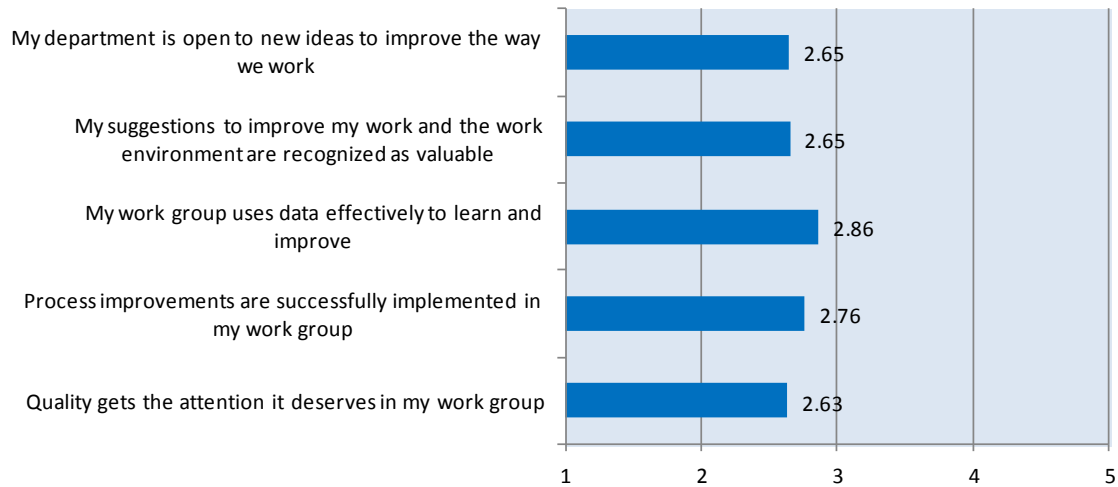 My department is open to new ideas to improve the way
we work
2.65
My suggestions to improve my work and the work
environment are recognized as valuable
2.65
My work group uses data effectively to learn and
improve
2.86
Process improvements are successfully implemented in
my work group
2.76
Quality gets the attention it deserves in my work group
2.63
1 2 3 4 5